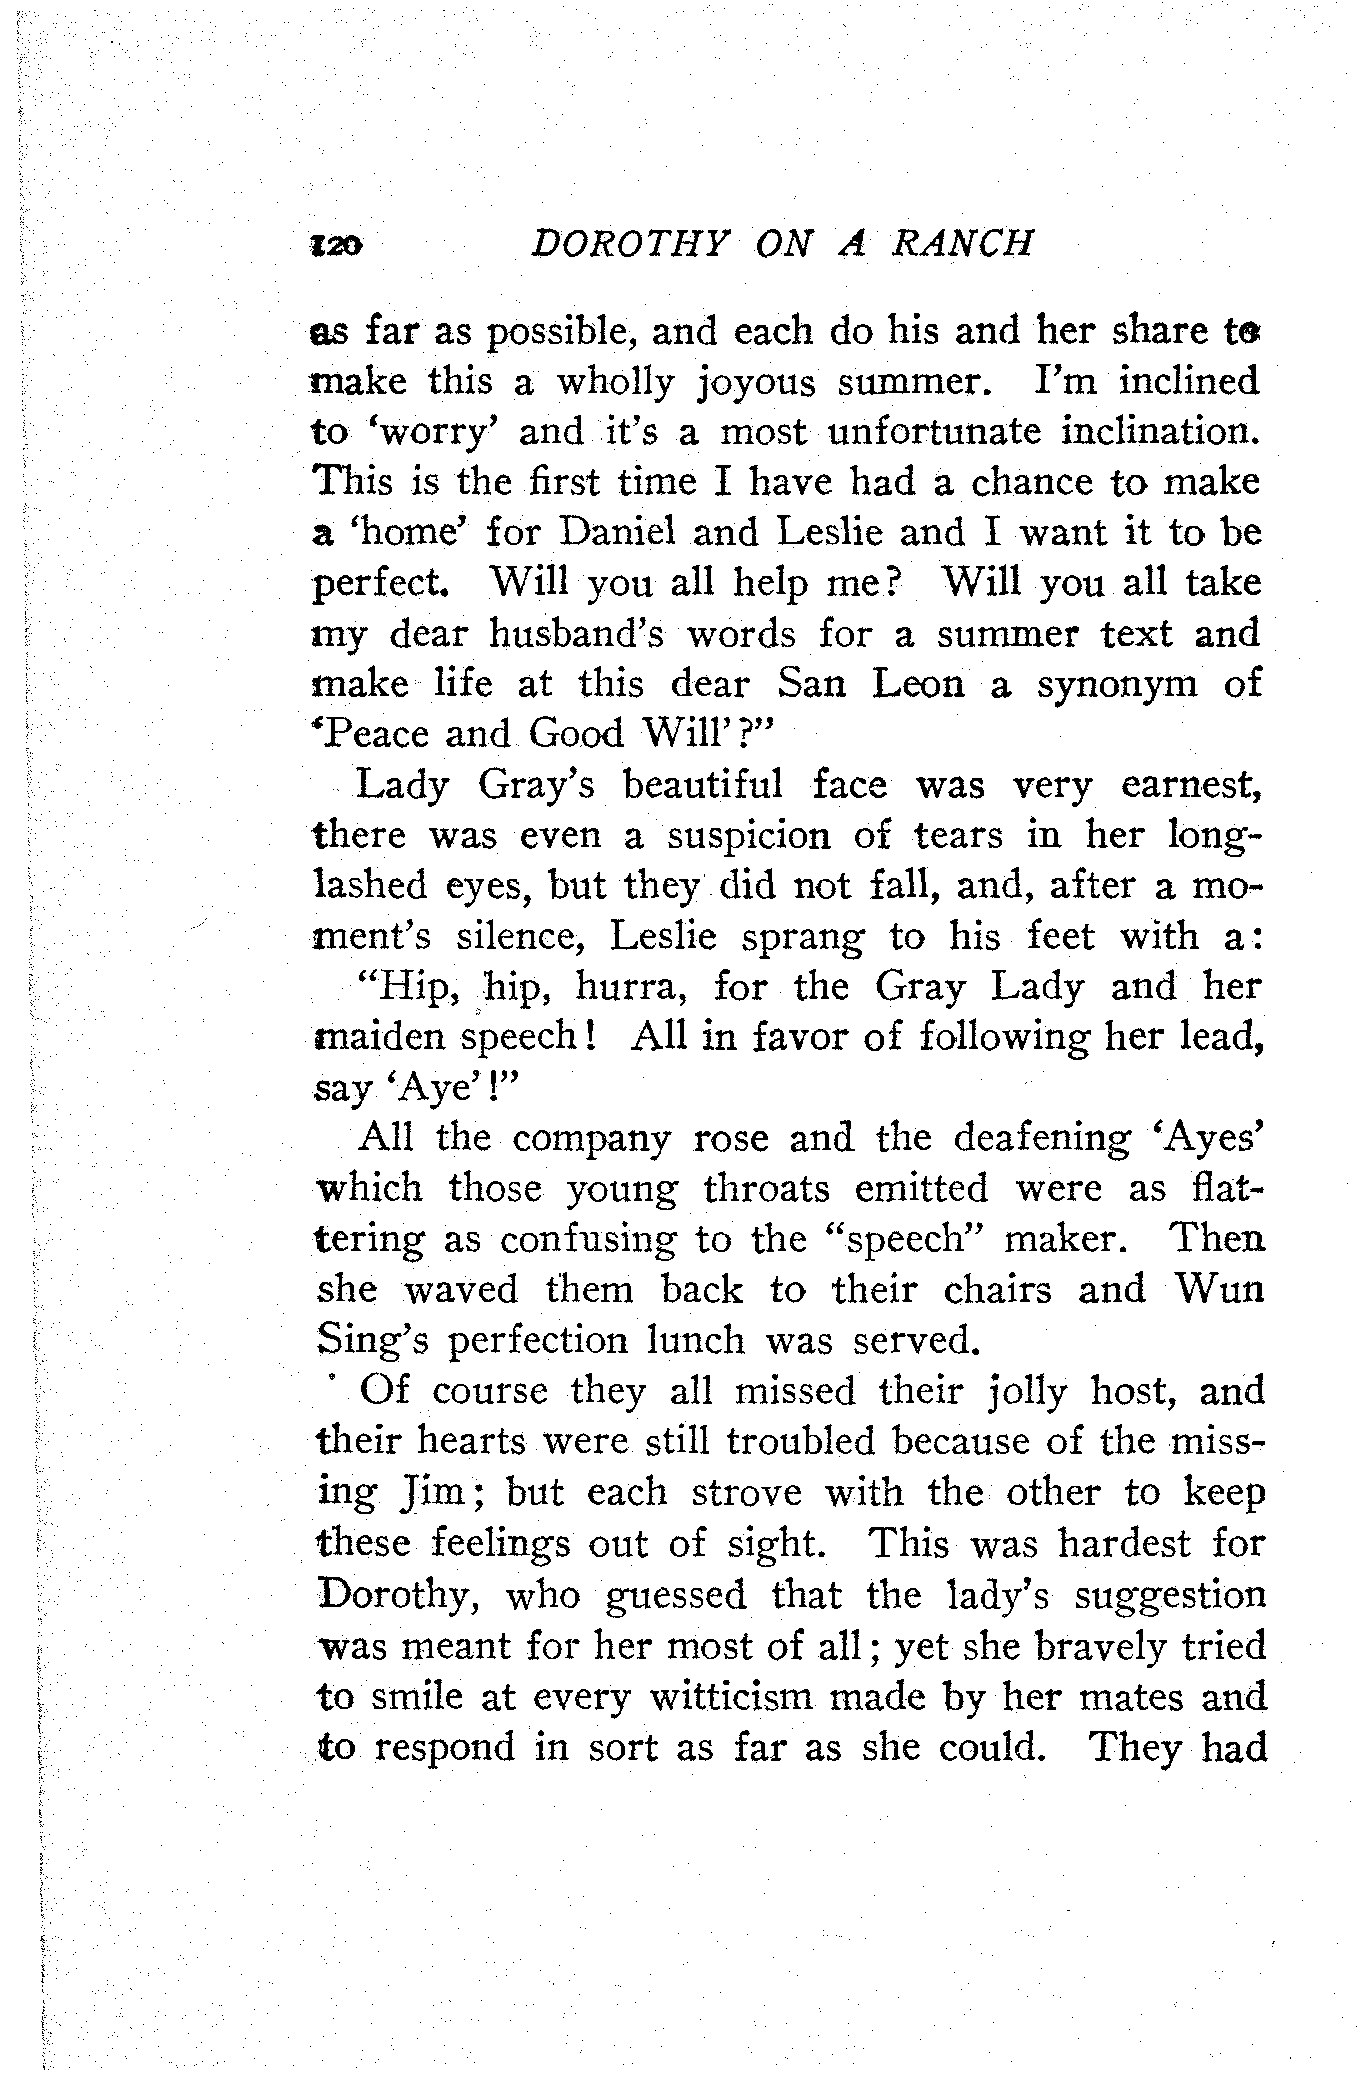 120 DOROTHY ON A RANCH
as far as possible, and each do his and her share to
make this a wholly joyous summer. I'm inclined
to 'worry' and it's a most unfortunate inclination.
This is the first time I have had a chance to make
a 'home' for Daniel and Leslie and I want it to be
perfect. Will you all help me? Will you all take
my dear husband's words for a summer text and
make life at this dear San Leon a synonym of
'Peace and Good Will'?"
Lady Gray's beautiful face was very earnest,
there was even a suspicion of tears in her long-
lashed eyes, but they did not fall, and, after a mo-
ment's silence, Leslie sprang to his feet with a:
"Hip, hip, hurra, for the Gray Lady and her
maiden speech! All in favor of following her lead,
say 'Aye'!"
All the company rose and the deafening 'Ayes'
which those young throats emitted were as flat-
tering as confusing to the "speech" maker. Then
she waved them back to their chairs and Wun
Sing's perfection lunch was served.
Of course they all missed their jolly host, and
their hearts were still troubled because of the miss-
ing Jim; but each strove with the other to keep
these feelings out of sight. This was hardest for
Dorothy, who guessed that the lady's suggestion
was meant for her most of all; yet she bravely tried
to smile at every witticism made by her mates and
to respond in sort as far as she could. They had